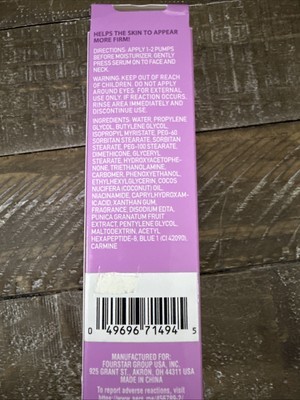 HELPS THE SKIN TO APPEAR
MORE FIRM!
DIRECTIONS: APPLY 1-2 PUMPS
BEFORE MOISTURIZER. GENTLY
PRESS SERUM ON TO FACE AND
NECK.
WARNING: KEEP OUT OF REACH
OF CHILDREN. DO NOT APPLY
AROUND EYES. FOR EXTERNAL
USE ONLY. IF REACTION OCCURS,
RINSE AREA IMMEDIATELY AND
DISCONTINUE USE.
INGREDIENTS: WATER, PROPYLENE
GLYCOL, BUTYLENE GLYCOL,
ISOPROPYL MYRISTATE, PEG-60
SORBITAN STEARATE, SORBITAN
STEARATE, PEG-100 STEARATE,
DIMETHICONE, GLYCERYL
STEARATE, HYDROXYACETOPHE-
NONE, TRIETHANOLAMINE,
CARBOMER, PHENOXYETHANOL,
ETHYLHEXYLGLYCERIN, COCOS
NUCIFERA (COCONUT) OIL,
NIACINAMIDE, CAPRYLHYDROXAM-
IC ACID, XANTHAN GUM,
FRAGRANCE, DISODIUM EDTA,
PUNICA GRANATUM FRUIT
EXTRACT, PENTYLENE GLYCOL,
MALTODEXTRIN, ACETYL
HEXAPEPTIDE-8, BLUE 1 (CI 42090),
CARMINE
0 49696 71494 5
MANUFACTURED FOR:
FOURSTAR GROUP USA, INC.
925 GRANT ST., AKRON, OH 44311 USA
MADE IN CHINA
To report adverse reactions, visit